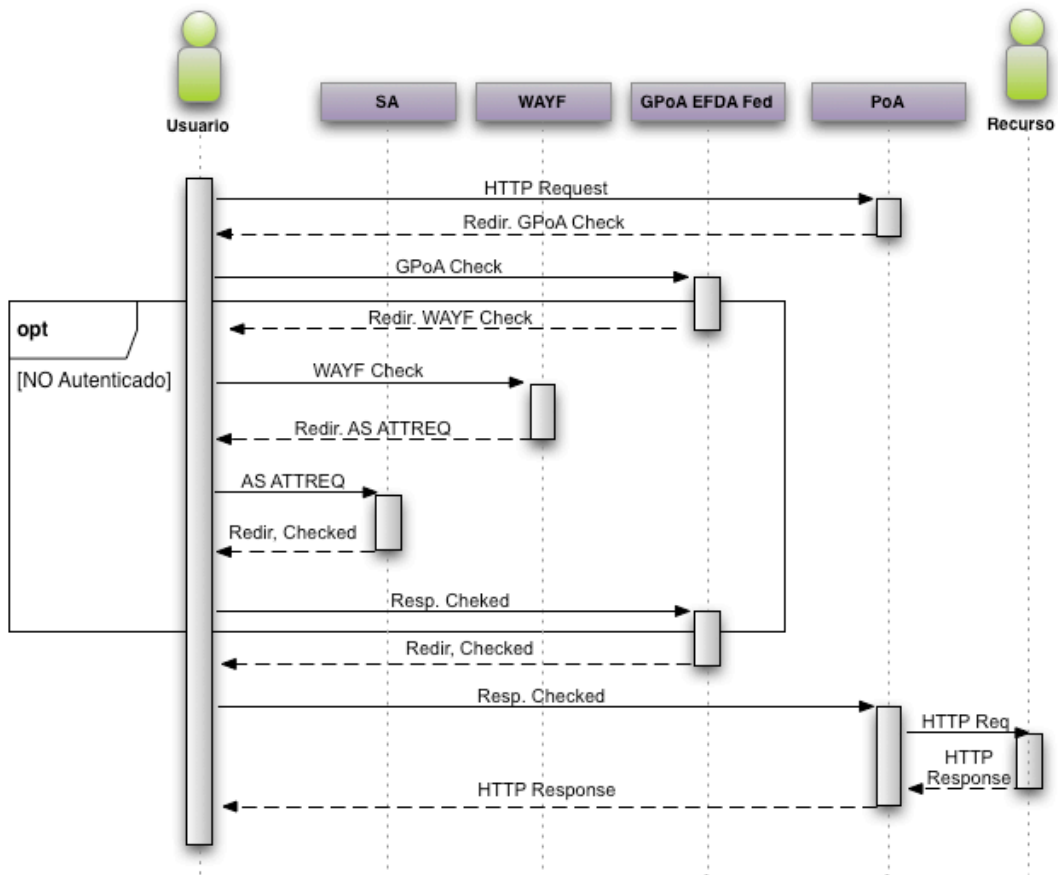 Usuario
SA
WAYF
GPoA EFDA Fed
PoA
Recurso
HTTP Request
Redir. GPoA Check
GPoA Check
opt
Redir. WAYF Check
[NO Autenticado]
WAYF Check
Redir. AS ATTREQ
AS ATTREQ
Redir, Checked
Resp. Cheked
Redir, Checked
Resp. Checked
HTTP Req
HTTP
Response
HTTP Response